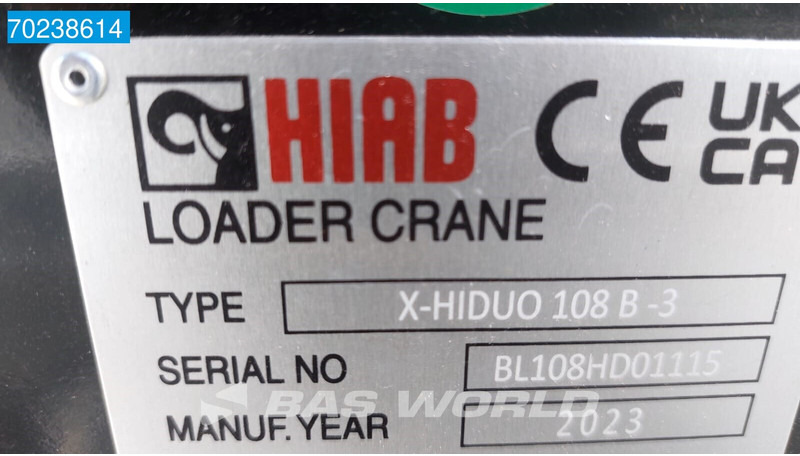 70238614
HIAB CE UK
CA
LOADER CRANE
TYPE X-HIDUO 108 B -3
SERIAL NO BL108HD01115
BAS WORLD
MANUF. YEAR 2023